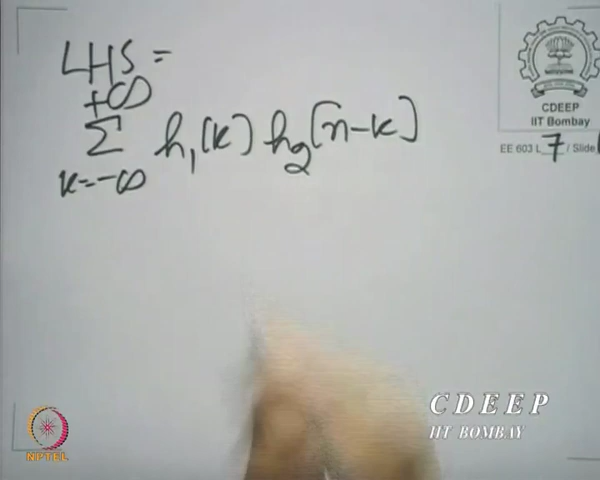 LHS =
+∞
Σ h₁[k] h₂[n-k]
k=-∞
CDEEP
IIT Bombay
EE 603 L 7 / Slide
NPTEL
CDEEP
IIT BOMBAY